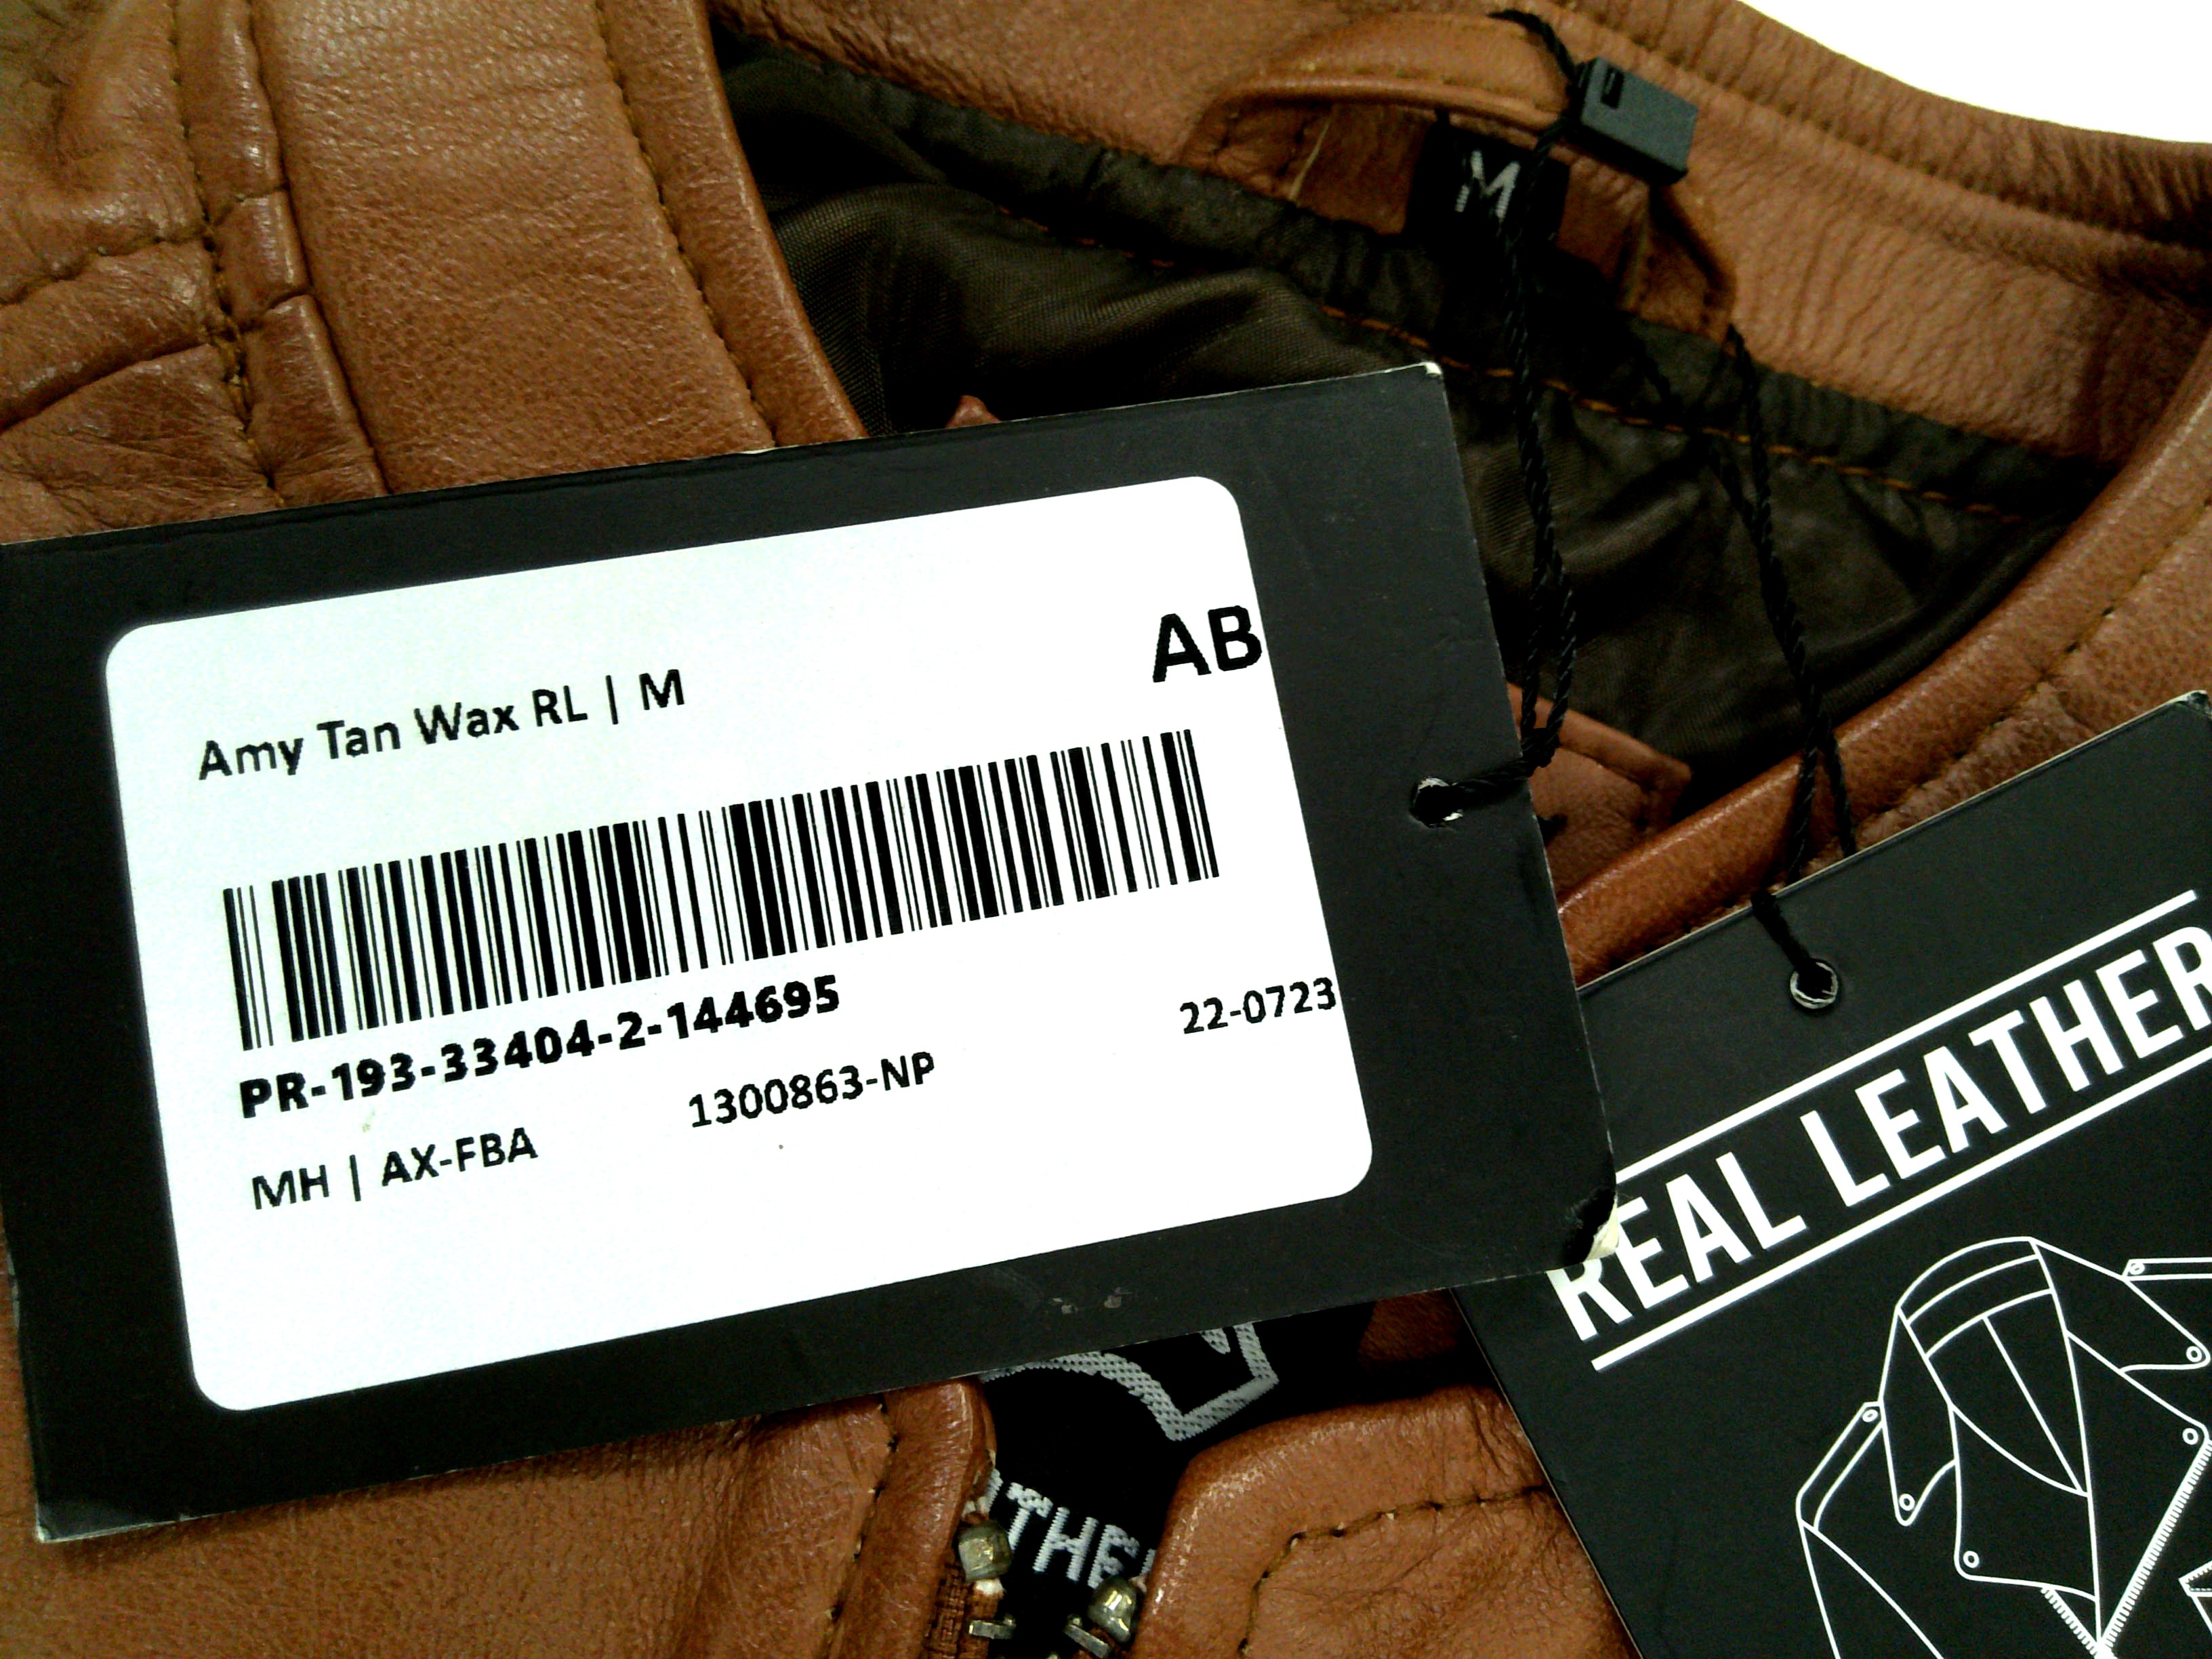 M
AB
Amy Tan Wax RL | M
PR-193-33404-2-144695
22-0723
MH | AX-FBA 1300863-NP
REAL LEATHER
THE